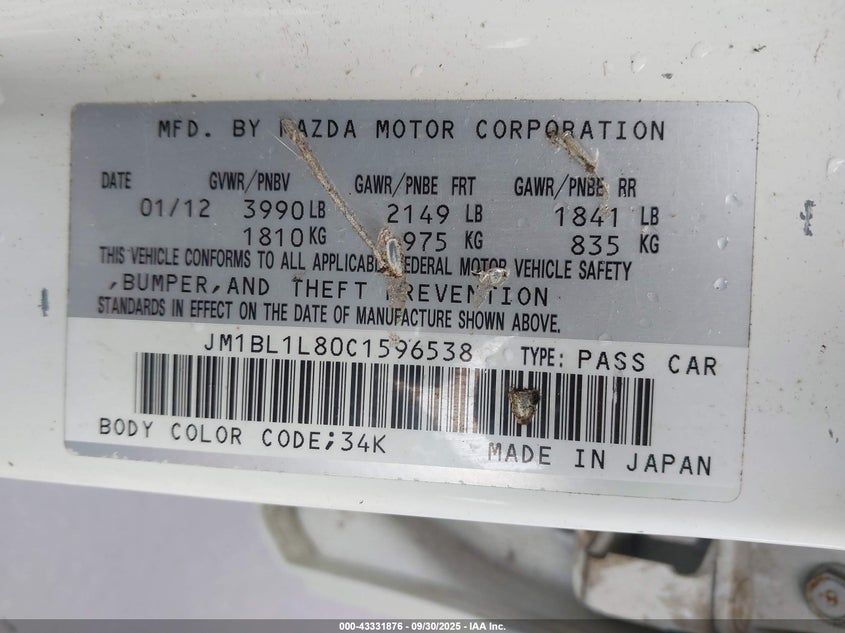 MFD. BY MAZDA MOTOR CORPORATION
DATE GVWR/PNBV GAWR/PNBE FRT GAWR/PNBE RR
01/12 3990 LB 2149 LB 1841 LB
1810 KG 975 KG 835 KG
THIS VEHICLE CONFORMS TO ALL APPLICABLE FEDERAL MOTOR VEHICLE SAFETY
,BUMPER,AND THEFT PREVENTION
STANDARDS IN EFFECT ON THE DATE OF MANUFACTURE SHOWN ABOVE.
JM1BL1L80C1596538 TYPE: PASS CAR
BODY COLOR CODE;34K MADE IN JAPAN
000-43331876 - 09/30/2025 - IAA Inc.